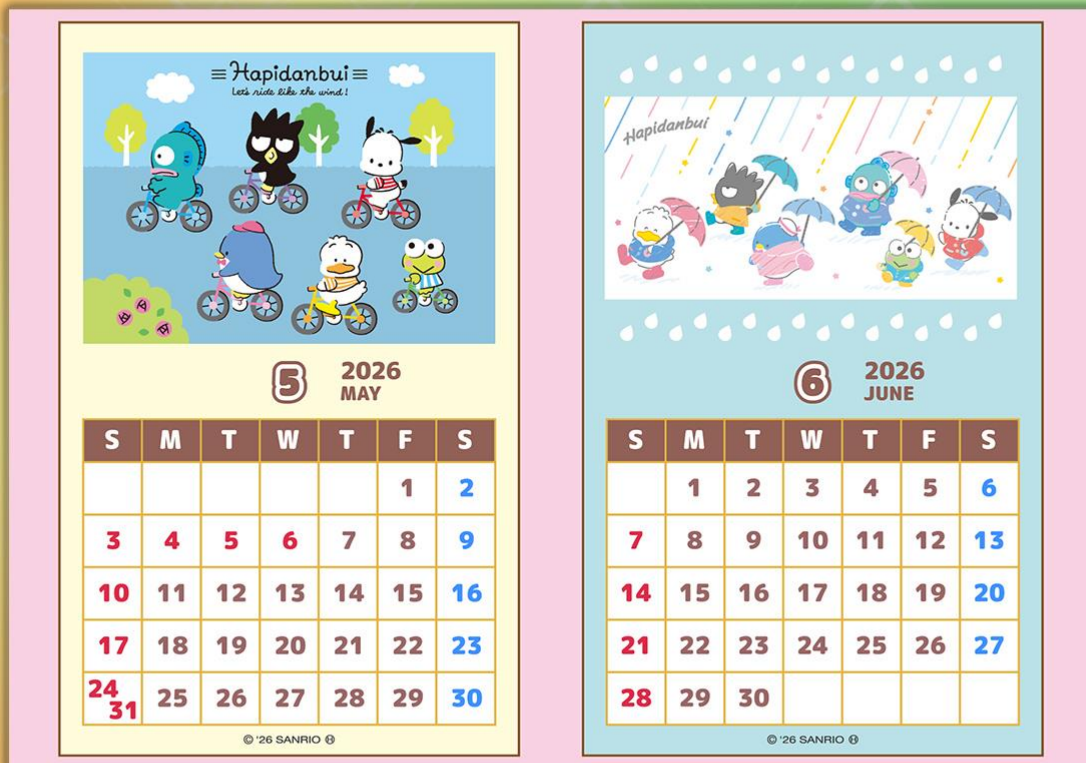 Hapidanbui
Let's ride like the wind!
5 2026
MAY
S M T W T F S
1 2
3 4 5 6 7 8 9
10 11 12 13 14 15 16
17 18 19 20 21 22 23
24 31 25 26 27 28 29 30
© '26 SANRIO Ⓗ
Hapidanbui
6 2026
JUNE
S M T W T F S
1 2 3 4 5 6
7 8 9 10 11 12 13
14 15 16 17 18 19 20
21 22 23 24 25 26 27
28 29 30
© '26 SANRIO Ⓗ